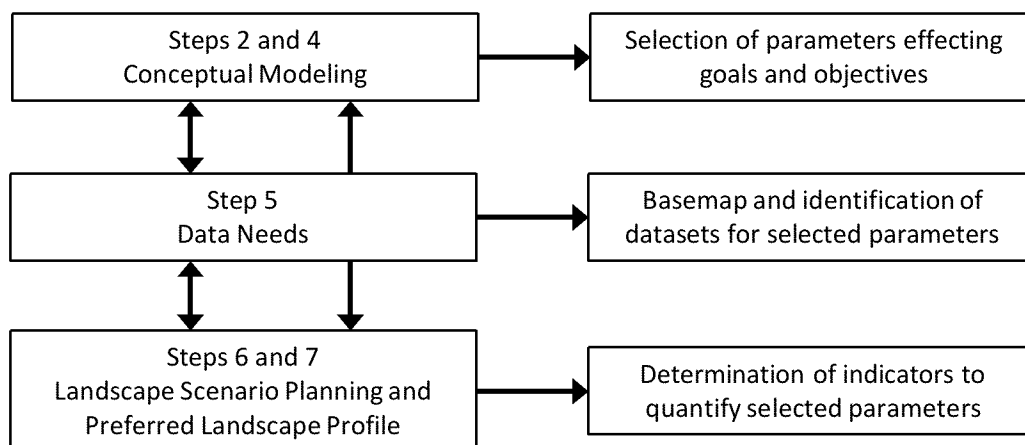 Steps 2 and 4
Conceptual Modeling
Selection of parameters effecting
goals and objectives
Step 5
Data Needs
Basemap and identification of
datasets for selected parameters
Steps 6 and 7
Landscape Scenario Planning and
Preferred Landscape Profile
Determination of indicators to
quantify selected parameters